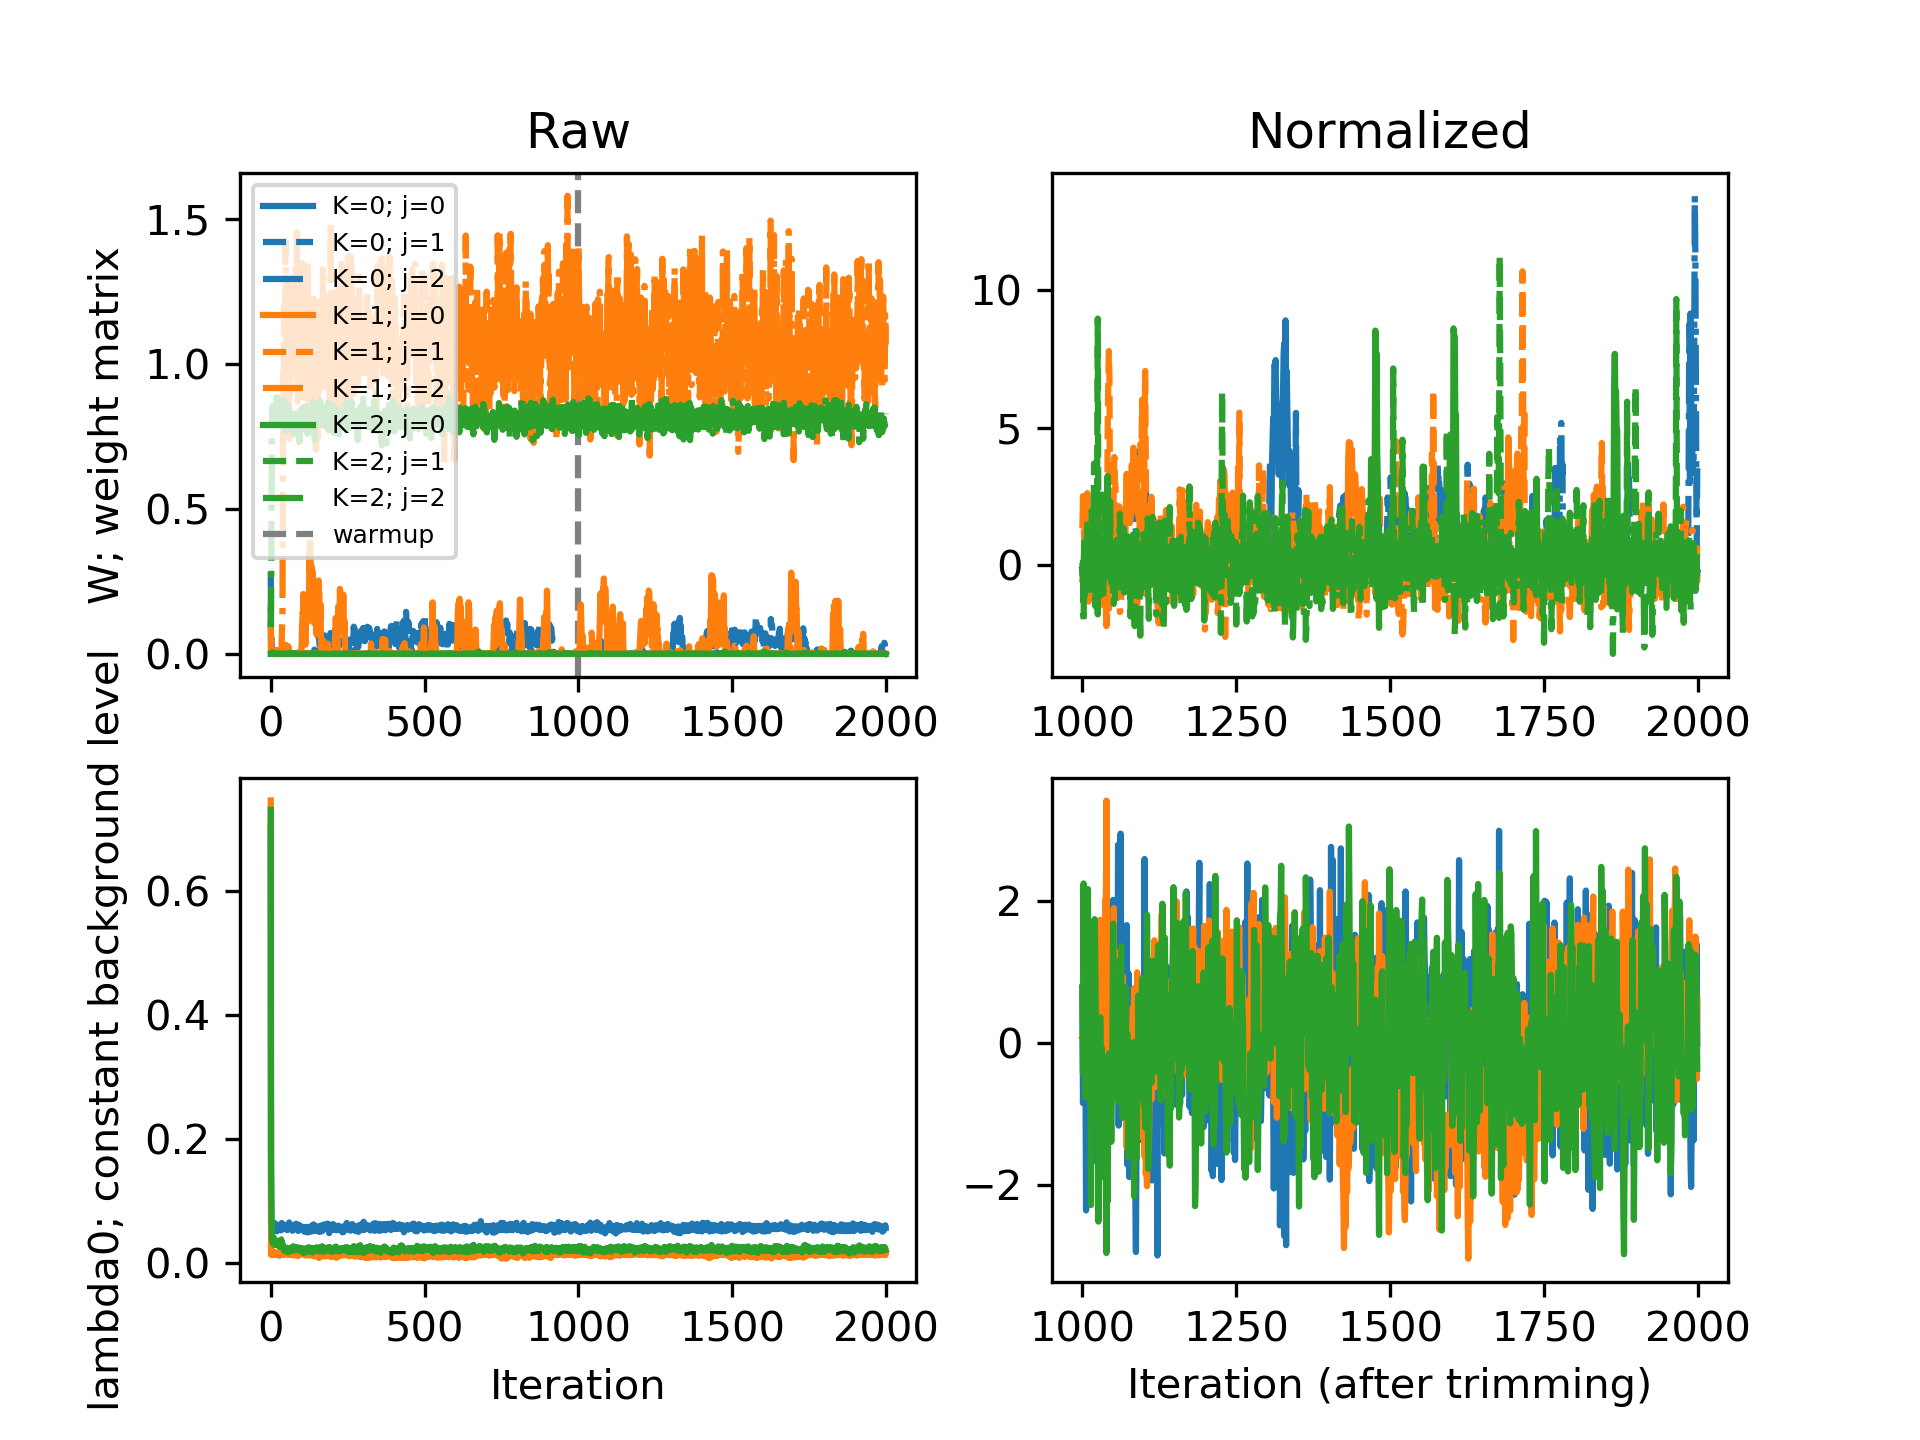 Raw
Normalized
W; weight matrix
1.5
1.0
0.5
0.0
K=0; j=0
K=0; j=1
K=0; j=2
K=1; j=0
K=1; j=1
K=1; j=2
K=2; j=0
K=2; j=1
K=2; j=2
warmup
0 500 1000 1500 2000
10
5
0
1000 1250 1500 1750 2000
lambda0; constant background level
0.6
0.4
0.2
0.0
0 500 1000 1500 2000
Iteration
2
0
−2
1000 1250 1500 1750 2000
Iteration (after trimming)